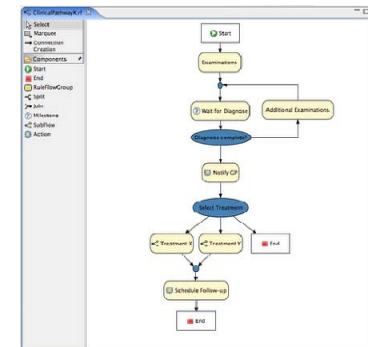 ClinicalPathwayX.rf
Select
Marquee
Connection
Creation
Components
Start
End
RuleFlowGroup
Split
Join
Milestone
SubFlow
Action
Start
Examinations
Wait for Diagnose
Additional Examinations
Diagnose complete?
Notify GP
Select Treatment
Treatment X
Treatment Y
End
Schedule Follow-up
End